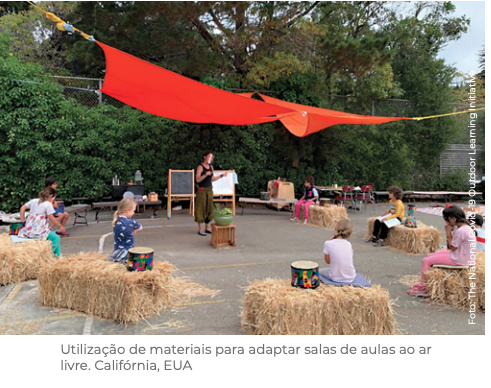 Foto: The National Covid-19 Outdoor Learning Initiative
Utilização de materiais para adaptar salas de aulas ao ar
livre. Califórnia, EUA